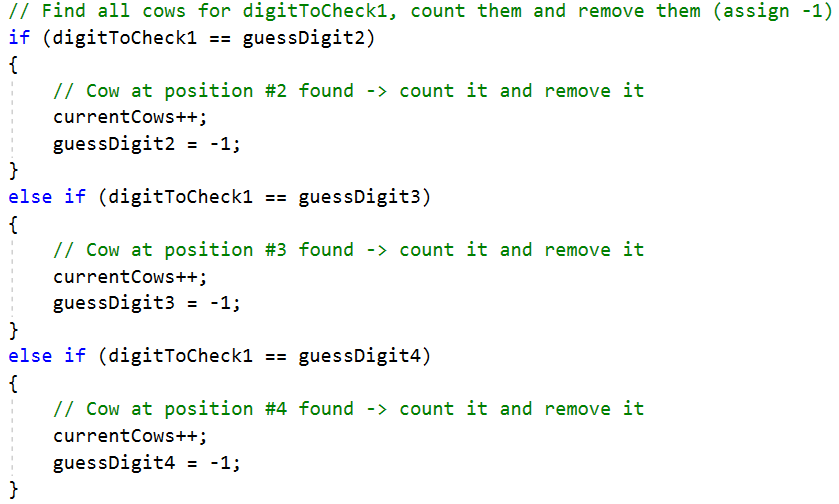 // Find all cows for digitToCheck1, count them and remove them (assign -1)
if (digitToCheck1 == guessDigit2)
{
    // Cow at position #2 found -> count it and remove it
    currentCows++;
    guessDigit2 = -1;
}
else if (digitToCheck1 == guessDigit3)
{
    // Cow at position #3 found -> count it and remove it
    currentCows++;
    guessDigit3 = -1;
}
else if (digitToCheck1 == guessDigit4)
{
    // Cow at position #4 found -> count it and remove it
    currentCows++;
    guessDigit4 = -1;
}